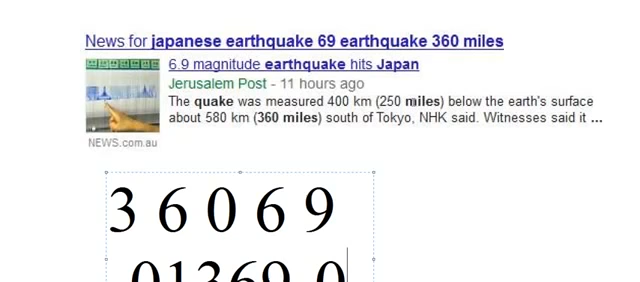 News for japanese earthquake 69 earthquake 360 miles
6.9 magnitude earthquake hits Japan
Jerusalem Post - 11 hours ago
The quake was measured 400 km (250 miles) below the earth's surface
about 580 km (360 miles) south of Tokyo, NHK said. Witnesses said it ...
NEWS.com.au
3 6 0 6 9
01369 0